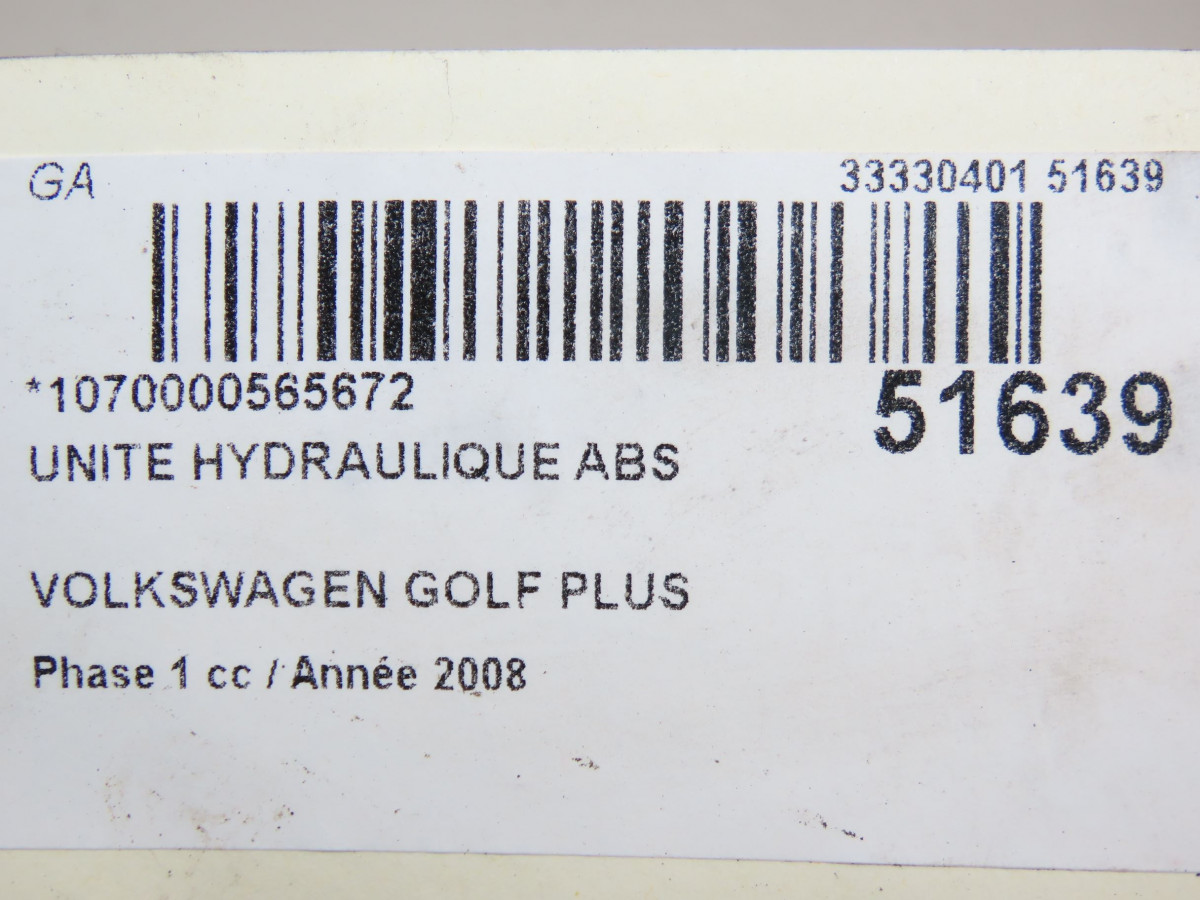 GA 33330401 51639
*1070000565672 51639
UNITE HYDRAULIQUE ABS
VOLKSWAGEN GOLF PLUS
Phase 1 cc / Année 2008